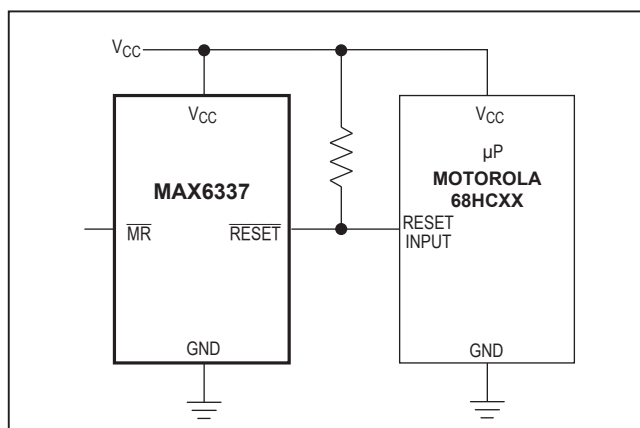 VCC
VCC
MAX6337
MR
RESET
GND
VCC
µP
MOTOROLA
68HCXX
RESET
INPUT
GND